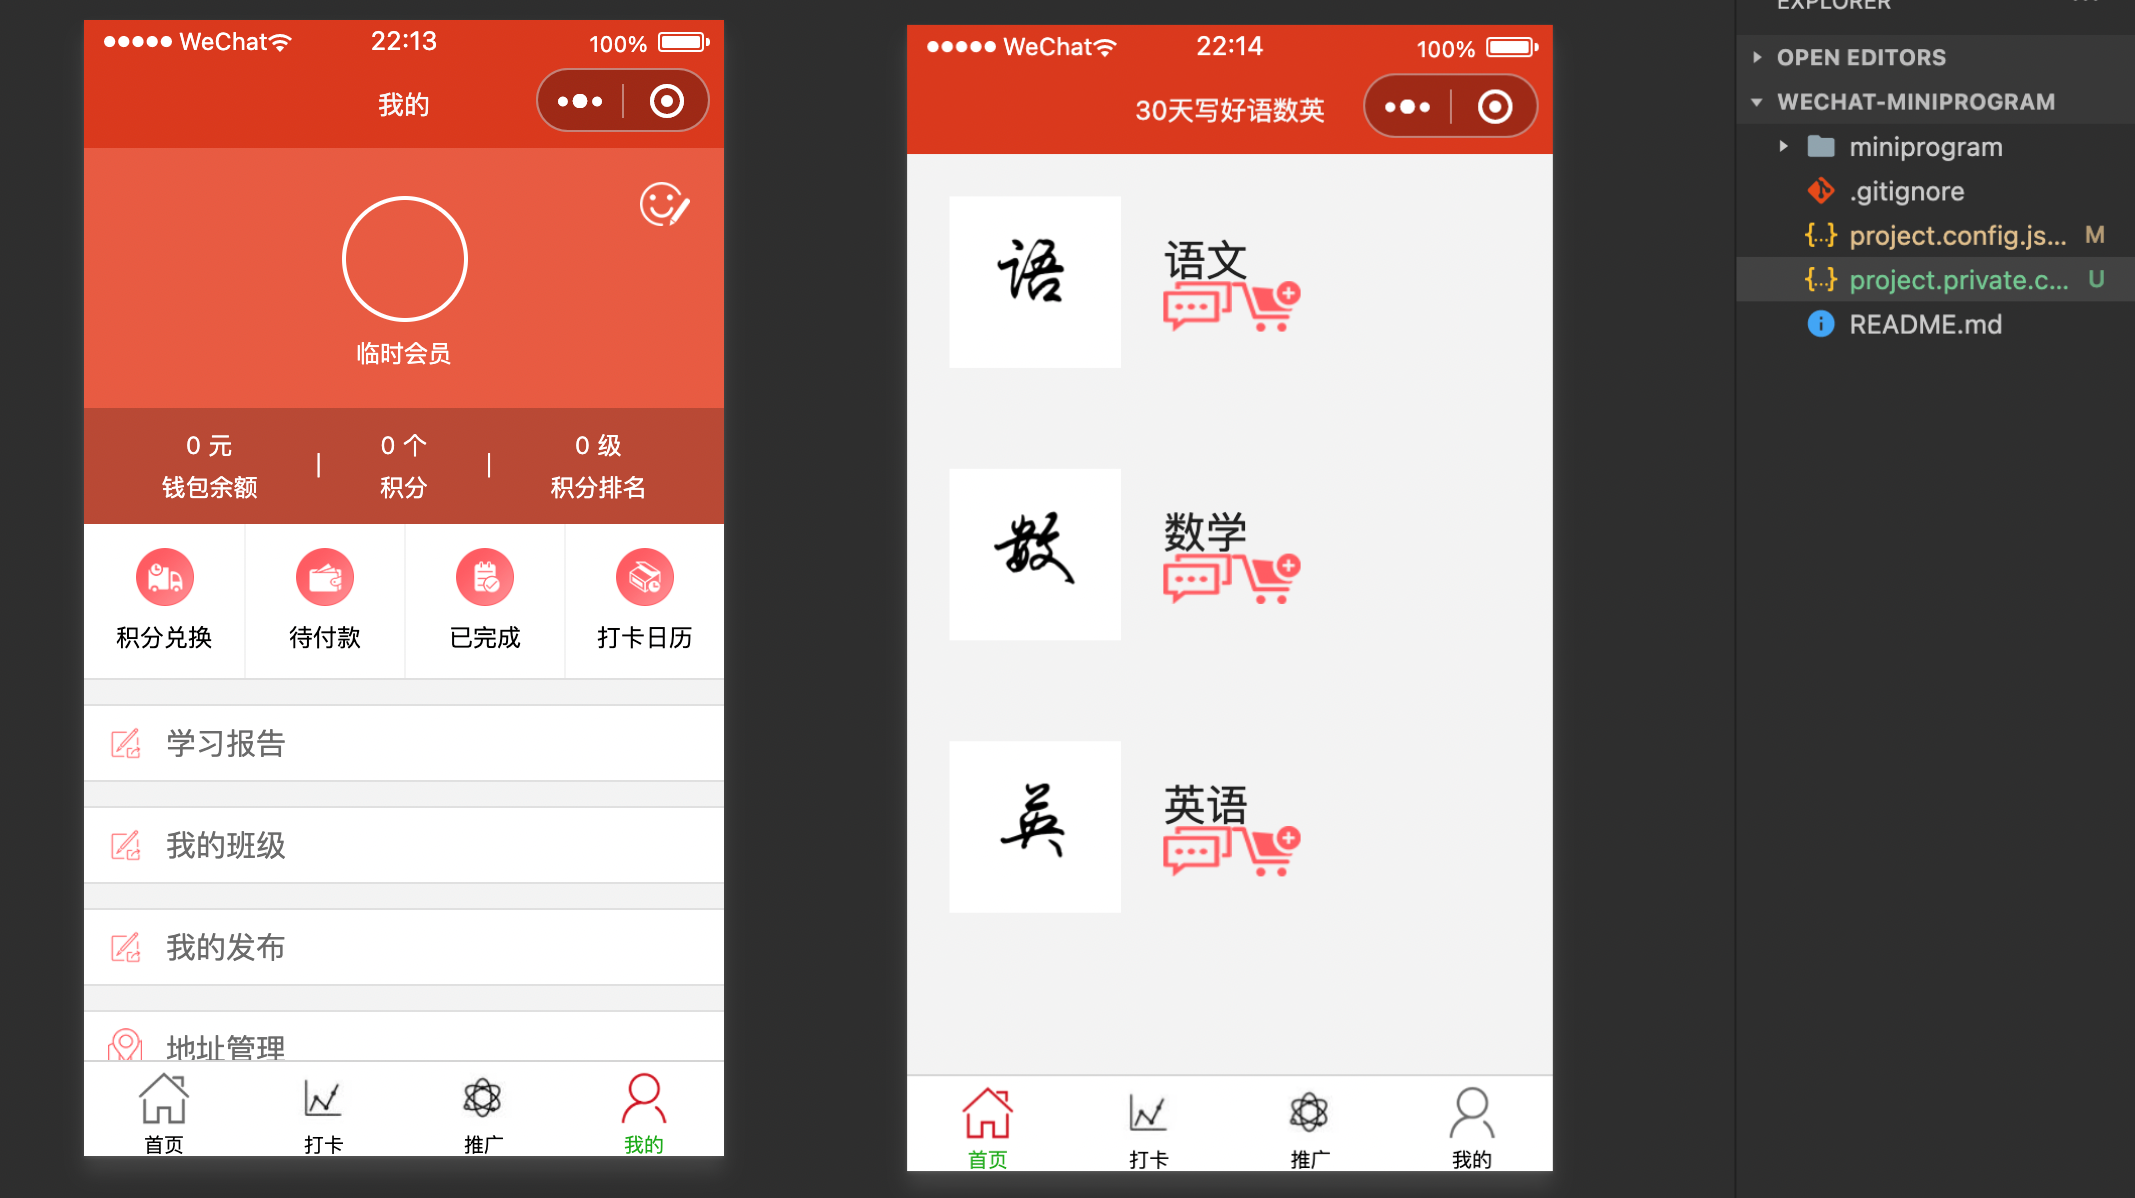 WeChat
22:13
100%
我的
临时会员
0 元
0 个
0 级
钱包余额
积分
积分排名
积分兑换
待付款
已完成
打卡日历
学习报告
我的班级
我的发布
地址管理
首页
打卡
推广
我的
WeChat
22:14
100%
30天写好语数英
语
语文
数
数学
英
英语
首页
打卡
推广
我的
EXPLORER
OPEN EDITORS
WECHAT-MINIPROGRAM
miniprogram
.gitignore
{..} project.config.js... M
{..} project.private.c... U
README.md